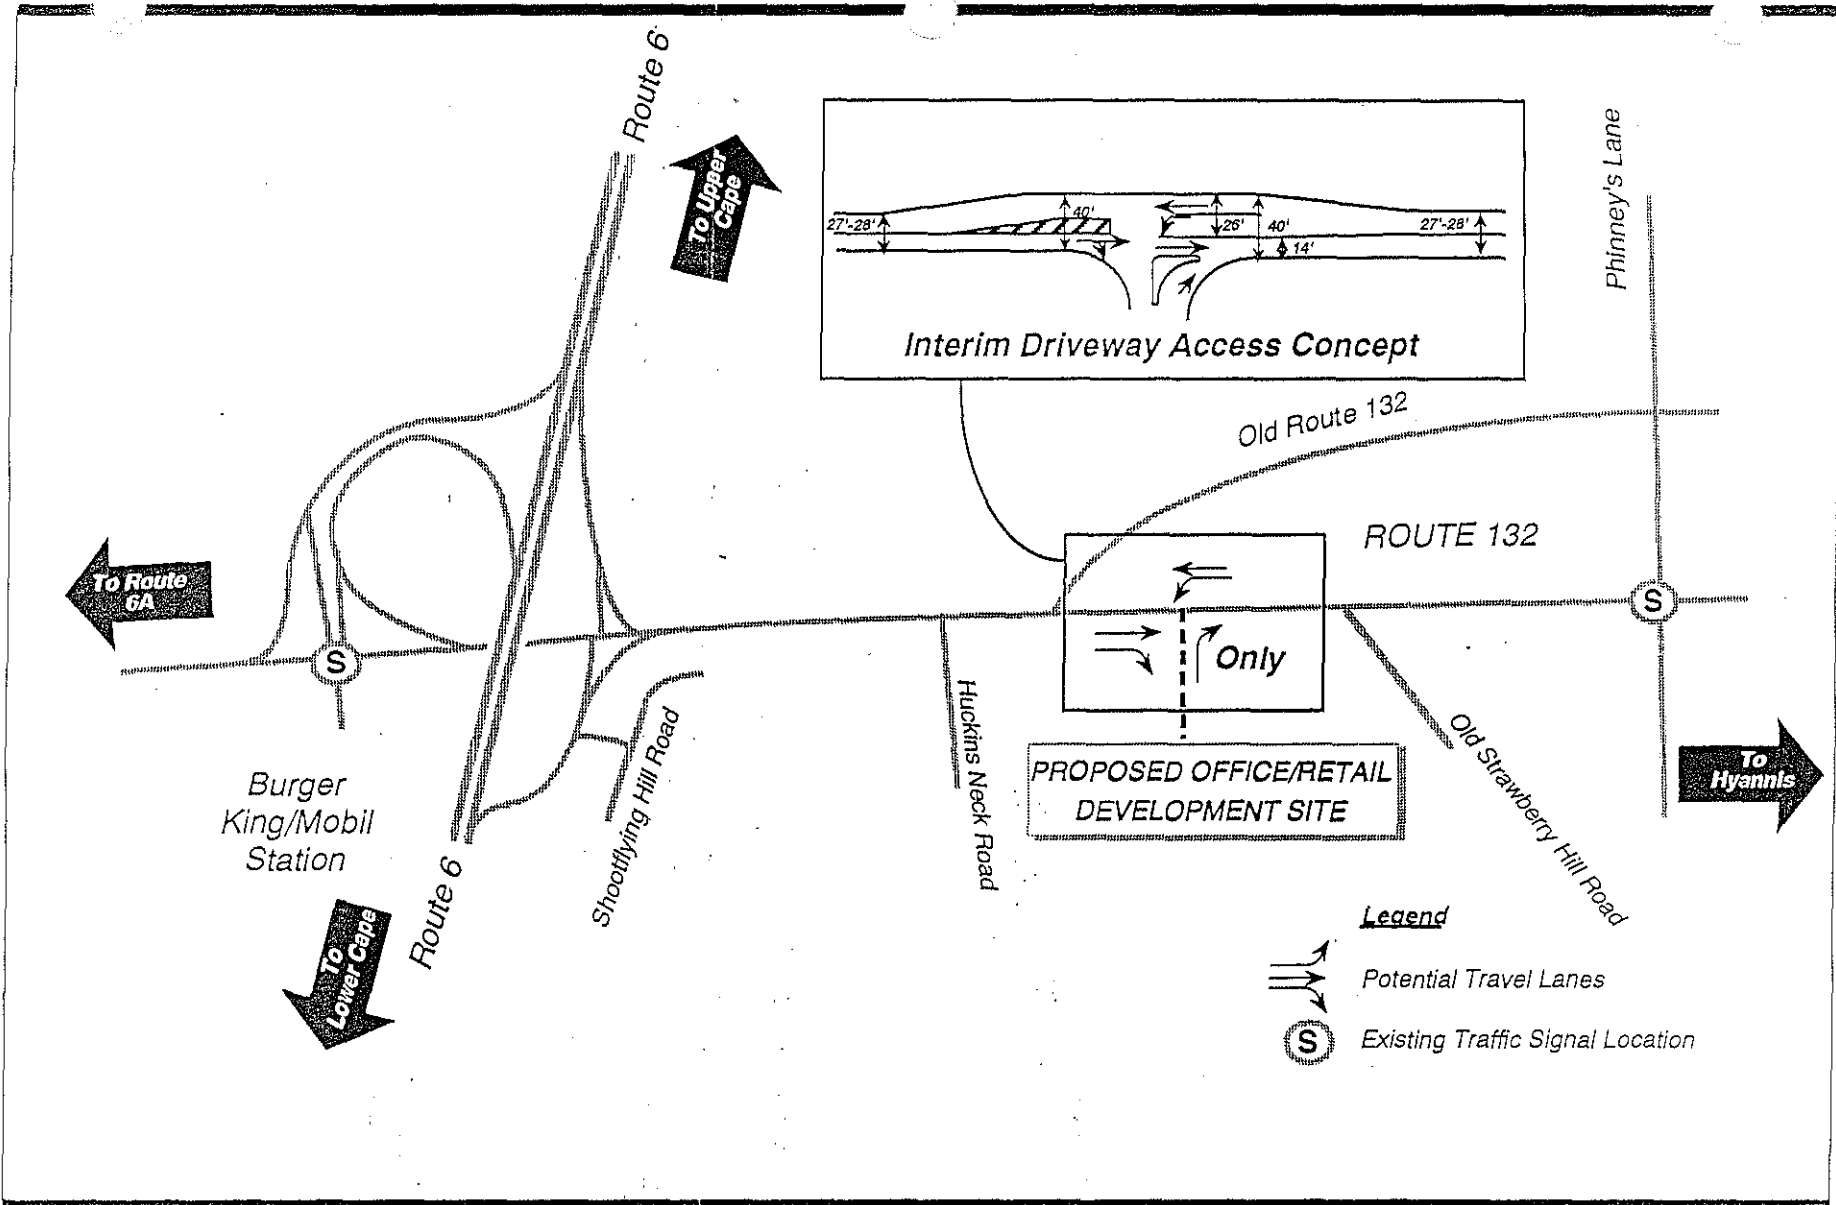 Route 6
To Upper
Cape
Phinney's Lane
27'-28'
40'
26'
40'
14'
27'-28'
Interim Driveway Access Concept
Old Route 132
ROUTE 132
To Route
6A
S
S
Only
Huckins Neck Road
Shootflying Hill Road
PROPOSED OFFICE/RETAIL
DEVELOPMENT SITE
Old Strawberry Hill Road
To
Hyannis
Burger
King/Mobil
Station
Route 6
To
Lower Cape
Legend
Potential Travel Lanes
S
Existing Traffic Signal Location